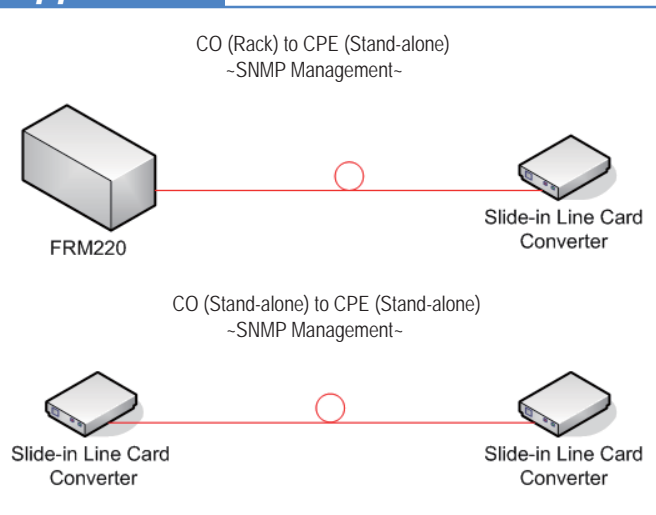 CO (Rack) to CPE (Stand-alone)
~SNMP Management~
FRM220
Slide-in Line Card
Converter
CO (Stand-alone) to CPE (Stand-alone)
~SNMP Management~
Slide-in Line Card
Converter
Slide-in Line Card
Converter